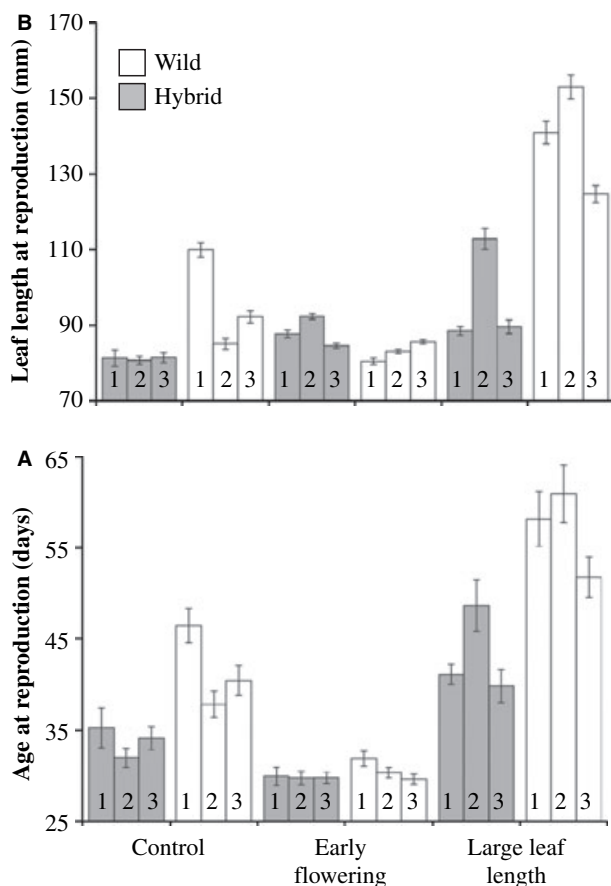 B
Leaf length at reproduction (mm)
170
150
130
110
90
70
Wild
Hybrid
1 2 3 1 2 3 1 2 3 1 2 3 1 2 3 1 2 3
A
Age at reproduction (days)
65
55
45
35
25
1 2 3 1 2 3 1 2 3 1 2 3 1 2 3 1 2 3
Control
Early
flowering
Large leaf
length